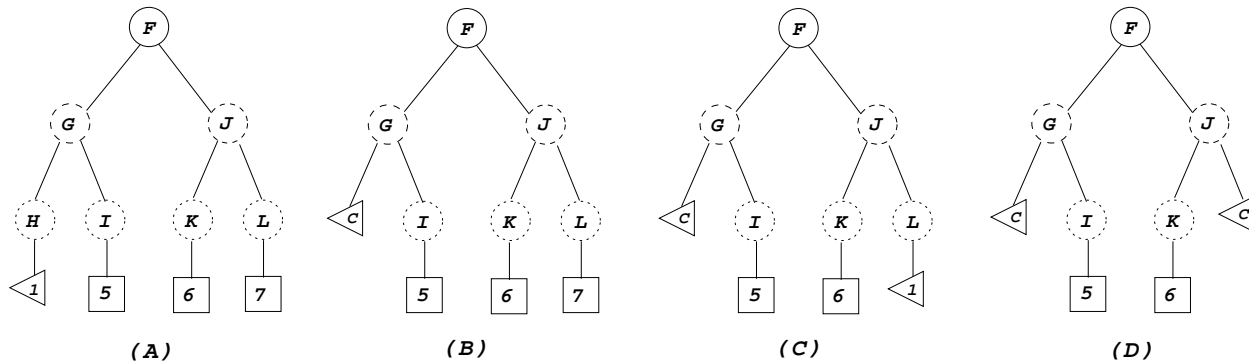 F F F F
G J G J G J G J
H I K L C I K L C I K L C I K C
1 5 6 7 5 6 7 5 6 1 5 6
(A) (B) (C) (D)